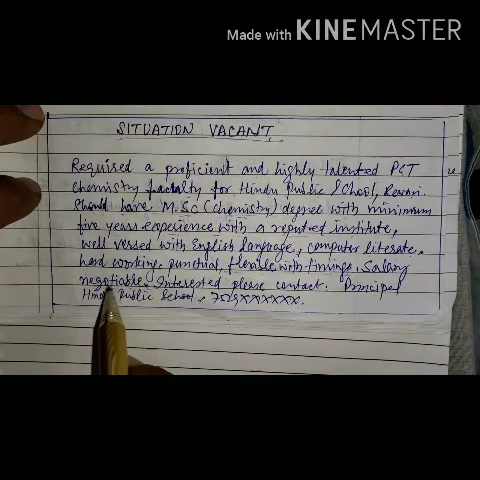 Made with KINEMASTER
SITUATION VACANT
Required a proficient and highly talented PGT
chemistry facialty for Hindu Public School, Rewari.
Should have M.SC (chemistry) degree with minimum
five years experience with a reputed institute,
well versed with English language, computer literate,
hard working, punctual, flexible with timings, Salary
negotiable. Interested please contact: Principal
Public School, 7529XXXXXX.